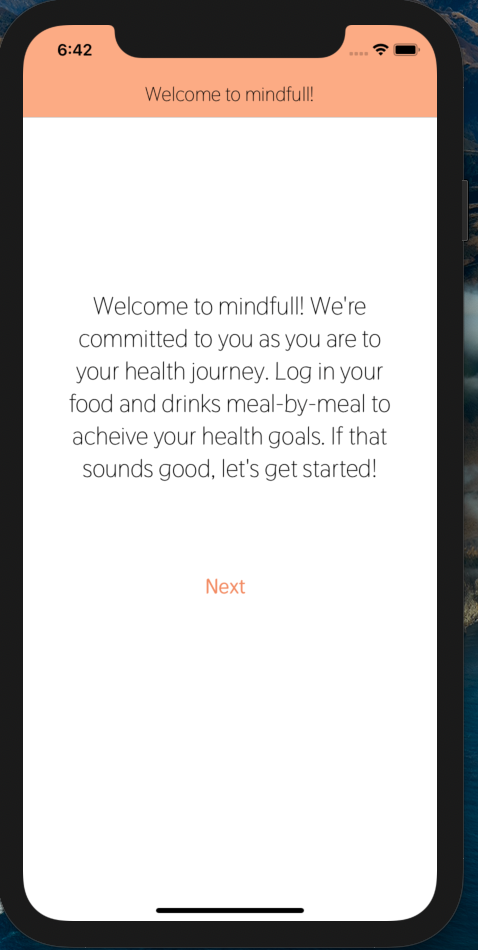 6:42
Welcome to mindfull!
Welcome to mindfull! We're
committed to you as you are to
your health journey. Log in your
food and drinks meal-by-meal to
acheive your health goals. If that
sounds good, let's get started!
Next